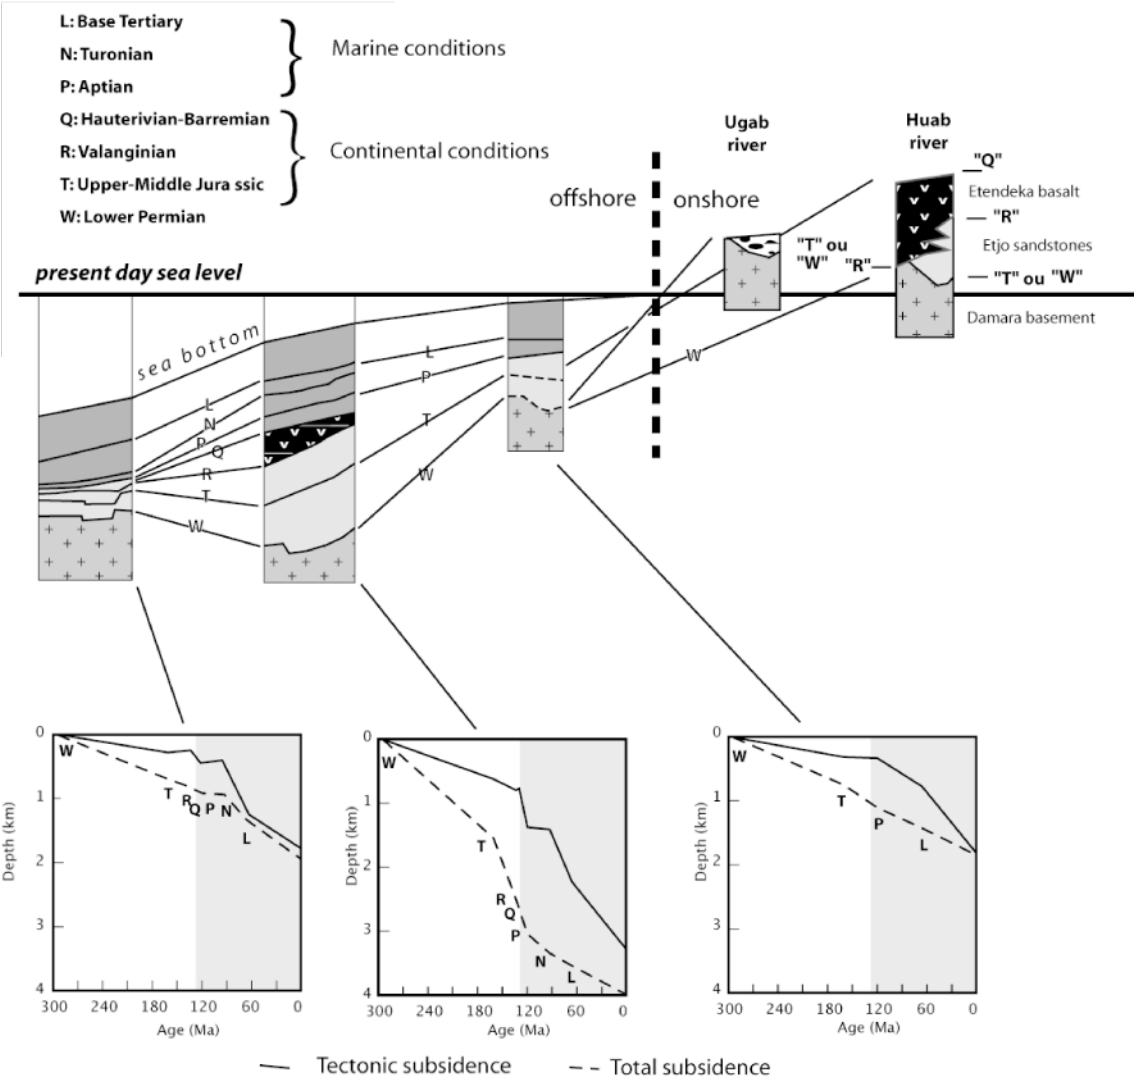 L: Base Tertiary
N: Turonian
P: Aptian
Marine conditions
Q: Hauterivian-Barremian
R: Valanginian
T: Upper-Middle Jura ssic
Continental conditions
W: Lower Permian
Ugab
river
Huab
river
offshore
onshore
"Q"
Etendeka basalt
"R"
Etjo sandstones
"T" ou
"W"
"R"
"T" ou "W"
Damara basement
present day sea level
sea bottom
L
N
P
Q
R
T
W
L
P
T
W
W
0
1
2
3
4
Depth (km)
W
T
R
Q
P
N
L
300 240 180 120 60 0
Age (Ma)
0
1
2
3
4
Depth (km)
W
T
R
Q
P
N
L
300 240 180 120 60 0
Age (Ma)
0
1
2
3
4
Depth (km)
W
T
P
L
300 240 180 120 60 0
Age (Ma)
Tectonic subsidence
Total subsidence